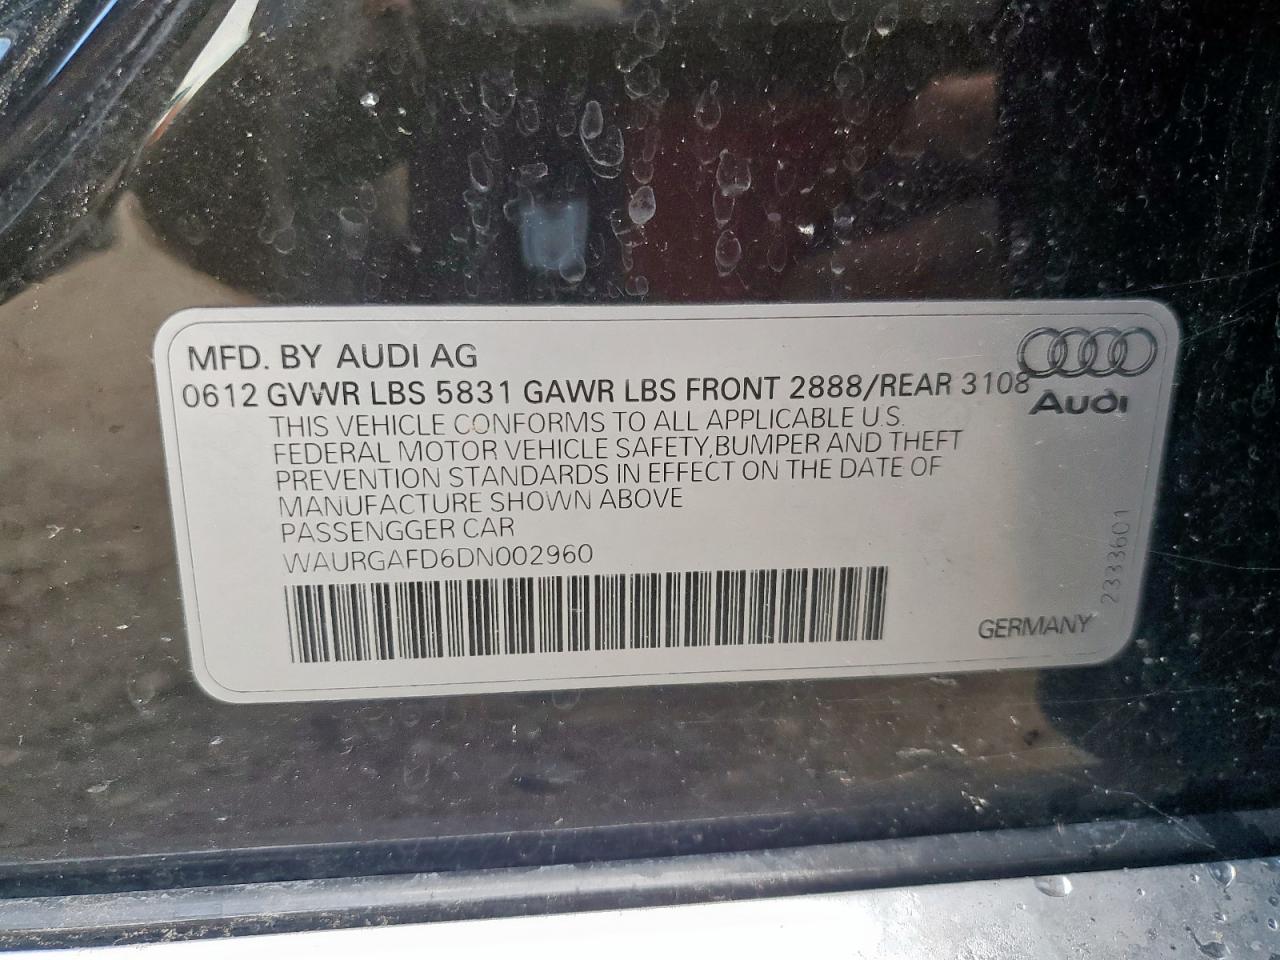 MFD. BY AUDI AG
0612 GVWR LBS 5831 GAWR LBS FRONT 2888/REAR 3108
Audi
THIS VEHICLE CONFORMS TO ALL APPLICABLE U.S.
FEDERAL MOTOR VEHICLE SAFETY,BUMPER AND THEFT
PREVENTION STANDARDS IN EFFECT ON THE DATE OF
MANUFACTURE SHOWN ABOVE
PASSENGGER CAR
WAURGAFD6DN002960
2333601
GERMANY